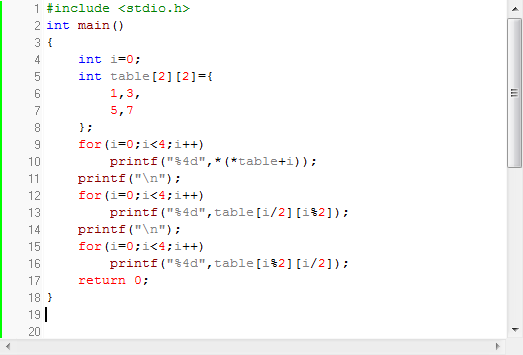 1 #include <stdio.h>
2 int main()
3 {
4     int i=0;
5     int table[2][2]={
6         1,3,
7         5,7
8     };
9     for(i=0;i<4;i++)
10         printf("%4d",*(*table+i));
11     printf("\n");
12     for(i=0;i<4;i++)
13         printf("%4d",table[i/2][i%2]);
14     printf("\n");
15     for(i=0;i<4;i++)
16         printf("%4d",table[i%2][i/2]);
17     return 0;
18 }
19
20